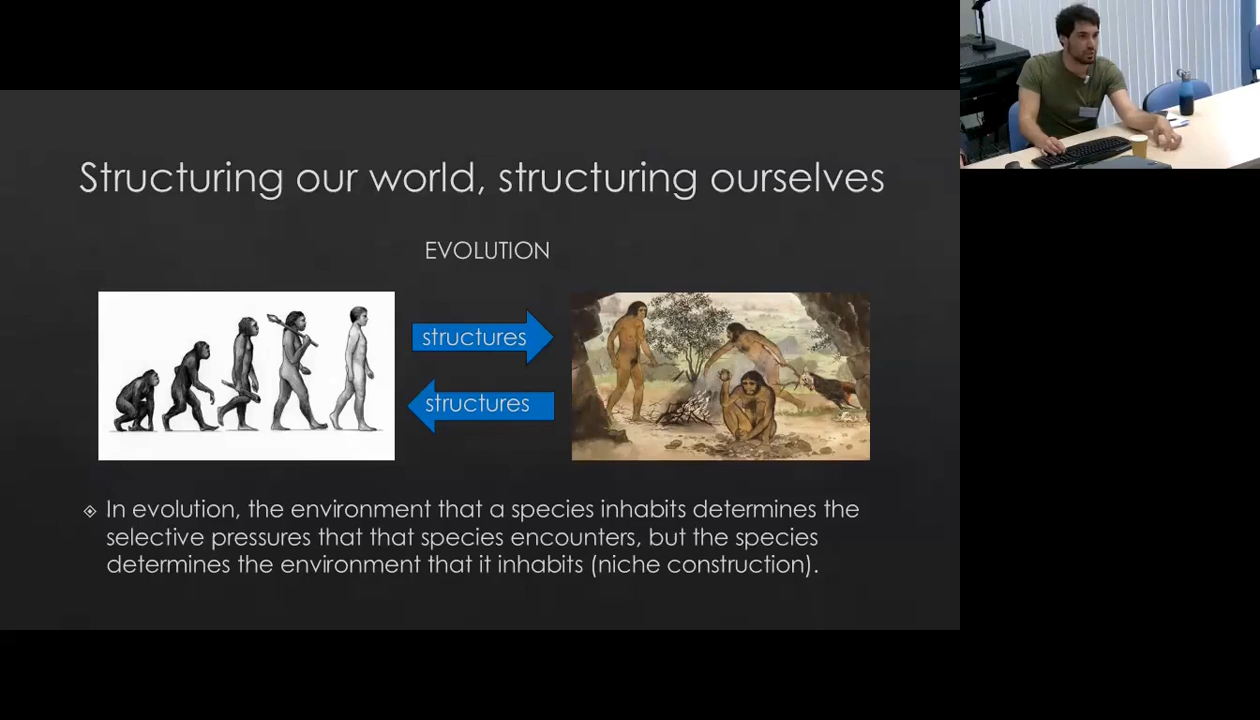 Structuring our world, structuring ourselves
EVOLUTION
structures
structures
In evolution, the environment that a species inhabits determines the
selective pressures that that species encounters, but the species
determines the environment that it inhabits (niche construction).